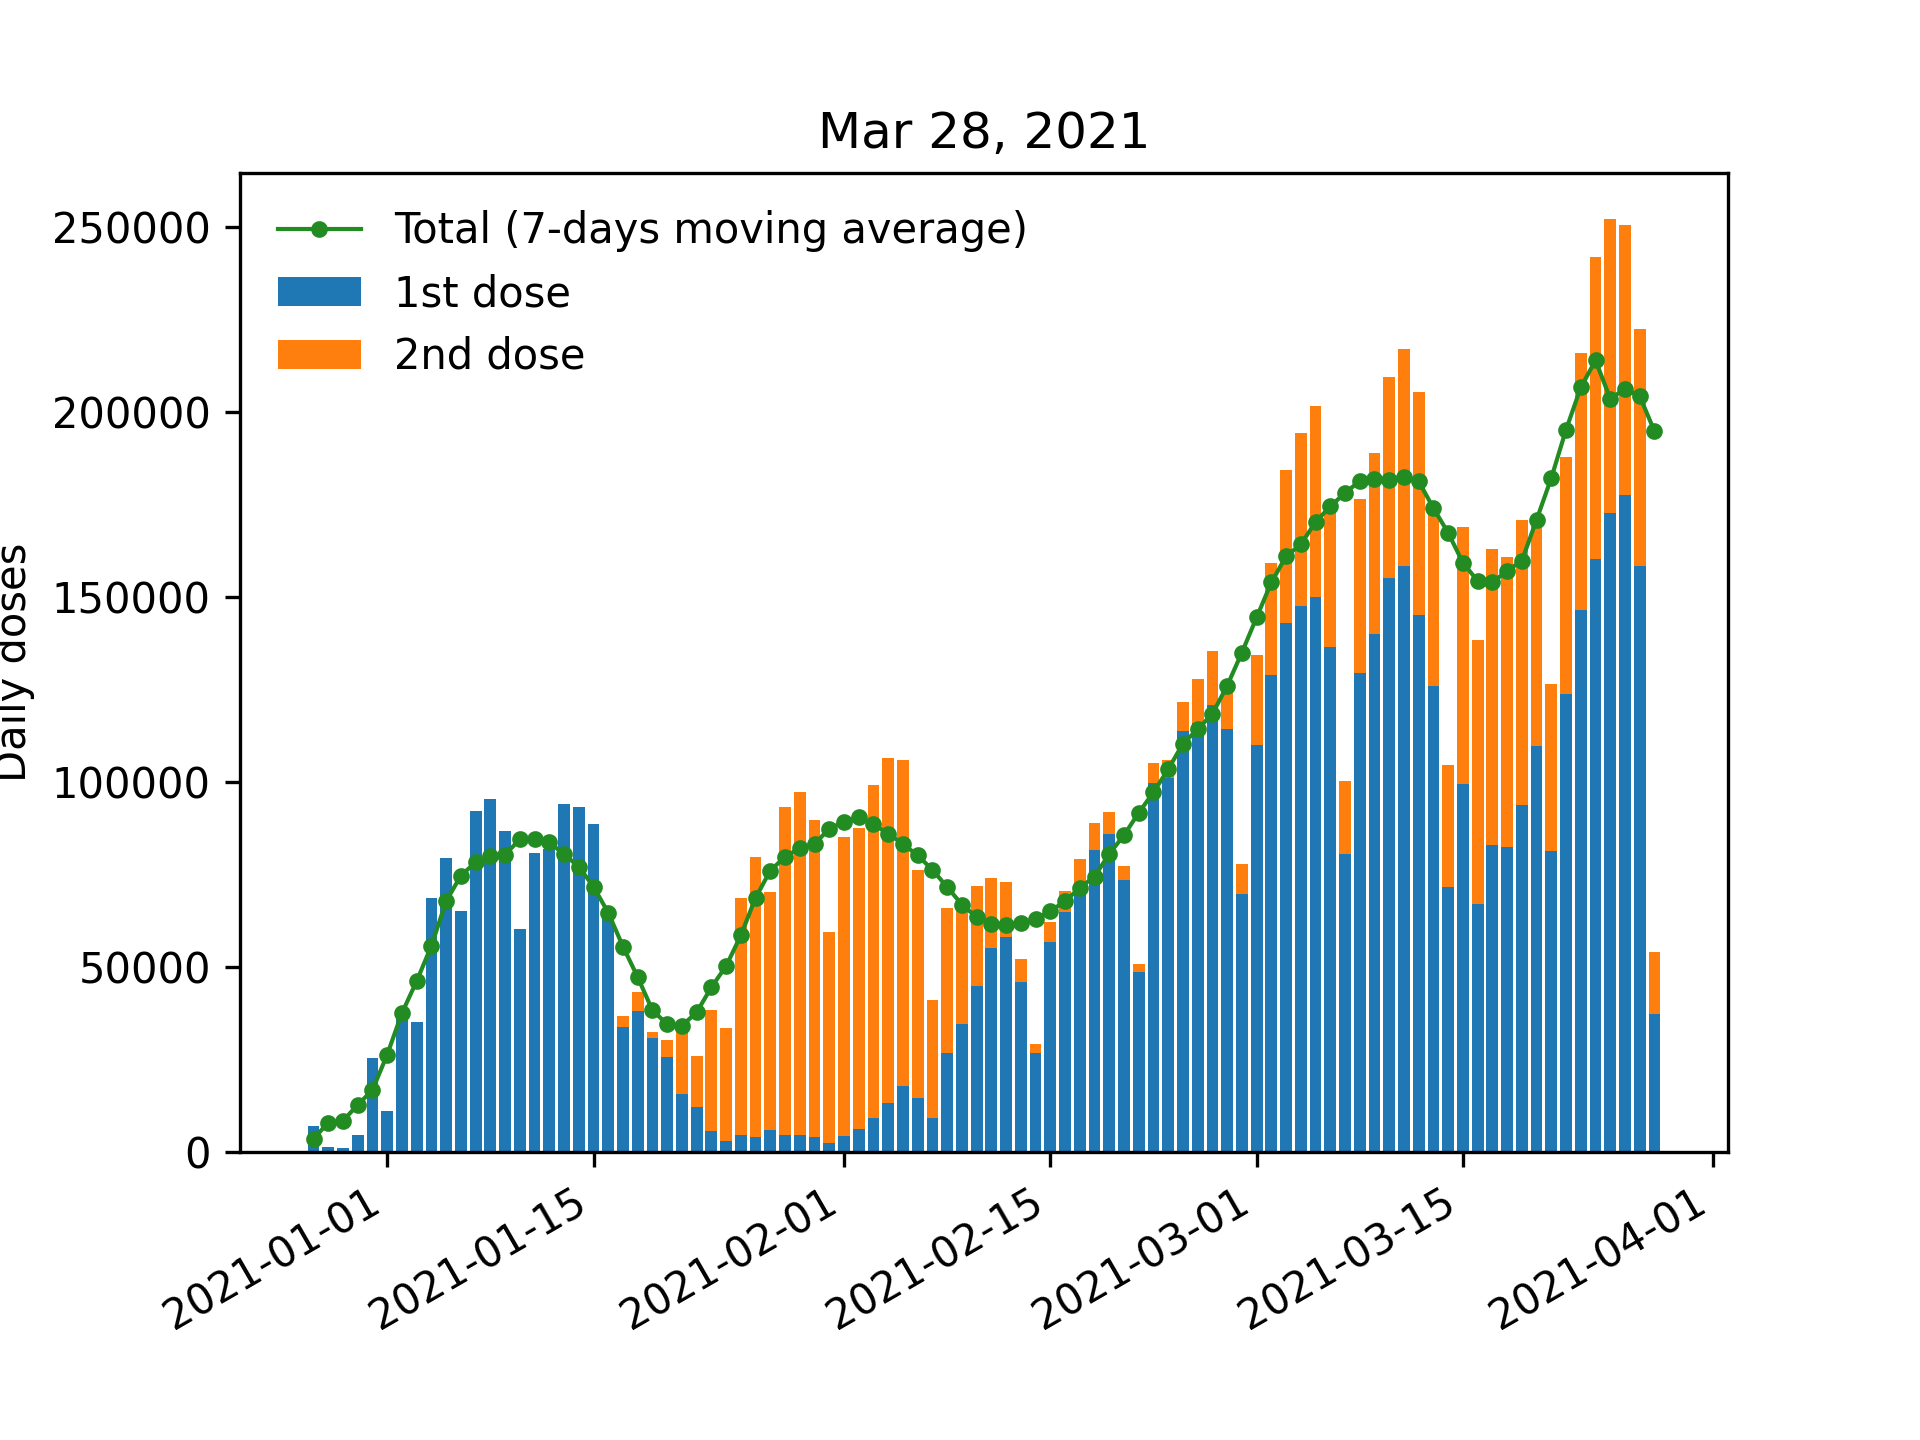 Mar 28, 2021
Total (7-days moving average)
1st dose
2nd dose
Daily doses
250000
200000
150000
100000
50000
0
2021-01-01
2021-01-15
2021-02-01
2021-02-15
2021-03-01
2021-03-15
2021-04-01